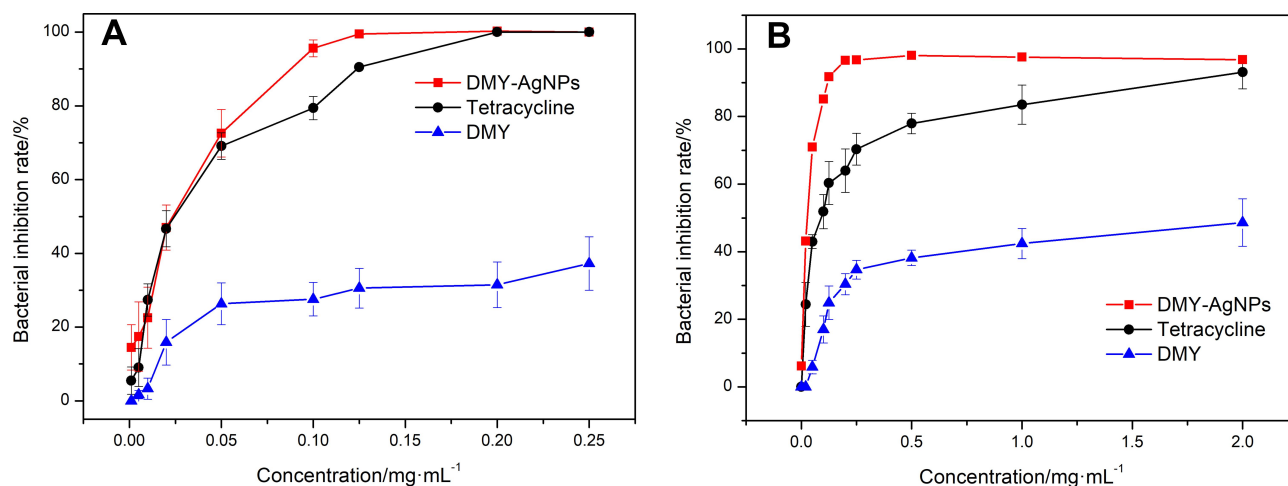 A
Bacterial inhibition rate/%
100
80
60
40
20
0
DMY-AgNPs
Tetracycline
DMY
0.00 0.05 0.10 0.15 0.20 0.25
Concentration/mg·mL⁻¹
B
Bacterial inhibition rate/%
100
80
60
40
20
0
DMY-AgNPs
Tetracycline
DMY
0.0 0.5 1.0 1.5 2.0
Concentration/mg·mL⁻¹